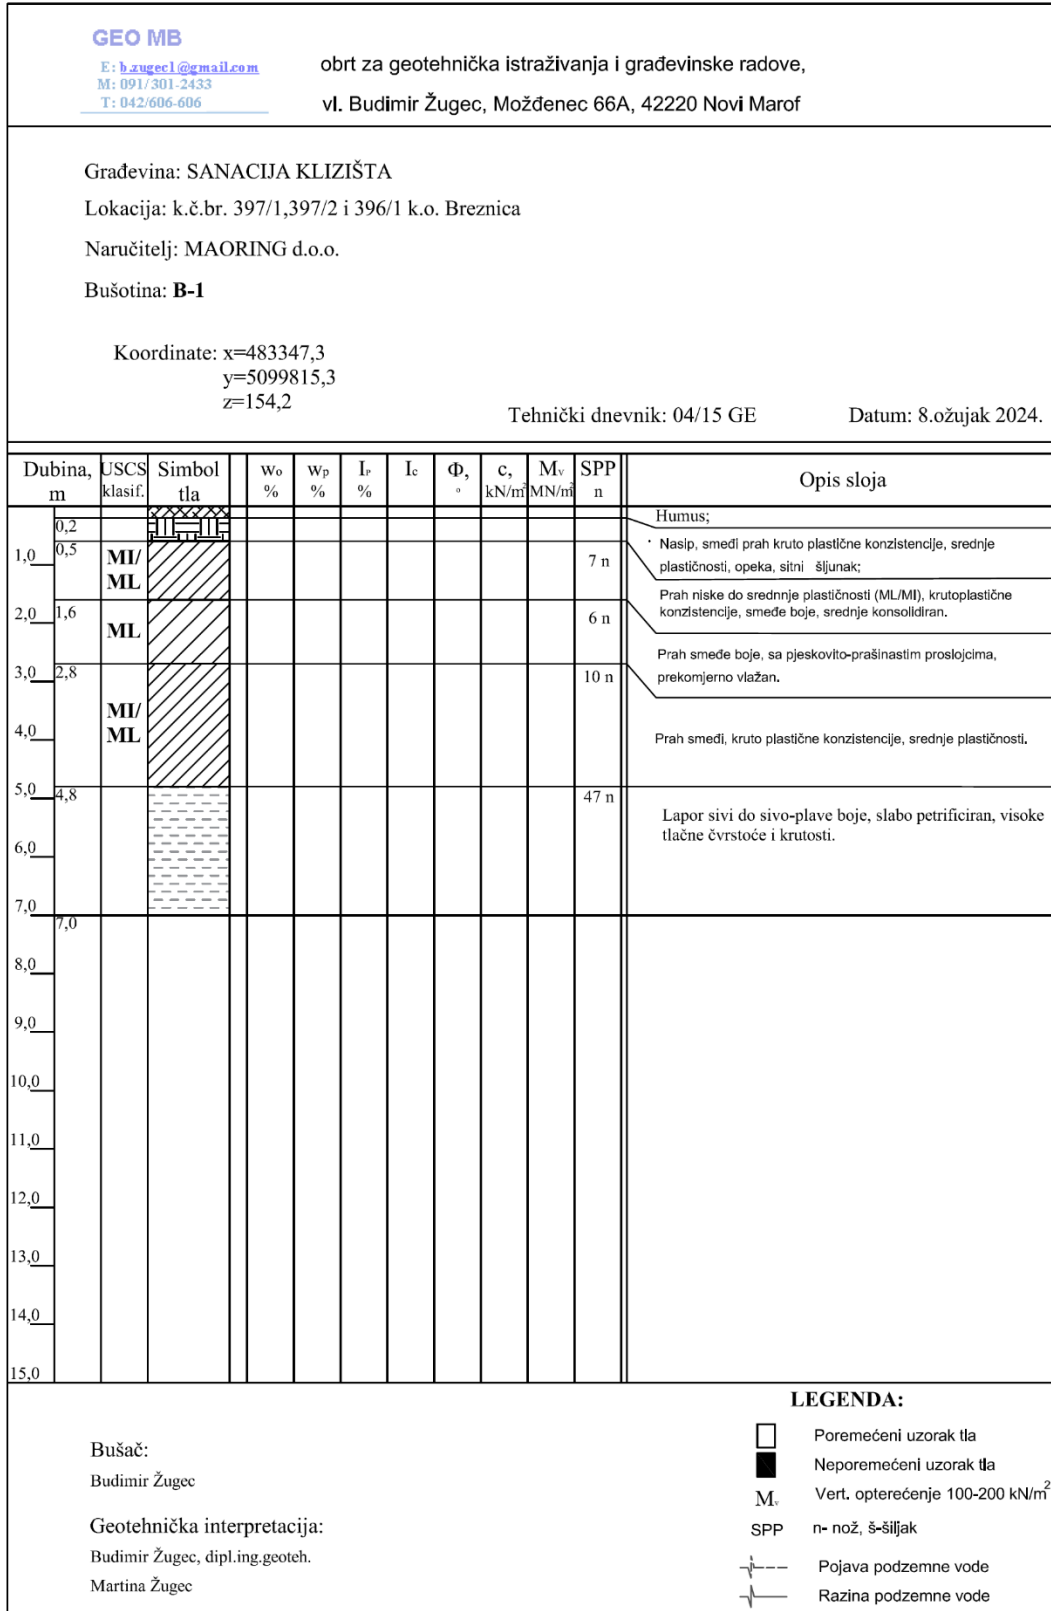 GEO MB
E: b.zugec1@gmail.com
M: 091/301-2433
T: 042/606-606
obrt za geotehnička istraživanja i građevinske radove,
vl. Budimir Žugec, Možđenec 66A, 42220 Novi Marof
Građevina: SANACIJA KLIZIŠTA
Lokacija: k.č.br. 397/1,397/2 i 396/1 k.o. Breznica
Naručitelj: MAORING d.o.o.
Bušotina: B-1
Koordinate: x=483347,3
y=5099815,3
z=154,2
Tehnički dnevnik: 04/15 GE Datum: 8.ožujak 2024.
Dubina, m USCS klasif. Simbol tla w₀ % wₚ % Iₚ % I꜀ Φ, ° c, kN/m² Mᵥ MN/m² SPP n Opis sloja
Humus;
0,2
Nasip, smeđi prah kruto plastične konzistencije, srednje
plastičnosti, opeka, sitni šljunak;
0,5
1,0 MI/ ML 7 n
Prah niske do srednnje plastičnosti (ML/MI), krutoplastične
konzistencije, smeđe boje, srednje konsolidiran.
1,6
2,0 ML 6 n
Prah smeđe boje, sa pjeskovito-prašinastim proslojcima,
prekomjerno vlažan.
2,8
3,0 10 n
MI/ ML
4,0 Prah smeđi, kruto plastične konzistencije, srednje plastičnosti.
5,0 4,8 47 n
Lapor sivi do sivo-plave boje, slabo petrificiran, visoke
tlačne čvrstoće i krutosti.
6,0
7,0
7,0
8,0
9,0
10,0
11,0
12,0
13,0
14,0
15,0
Bušač:
Budimir Žugec
Geotehnička interpretacija:
Budimir Žugec, dipl.ing.geoteh.
Martina Žugec
LEGENDA:
Poremećeni uzorak tla
Neporemećeni uzorak tla
Mᵥ Vert. opterećenje 100-200 kN/m²
SPP n- nož, š-šiljak
Pojava podzemne vode
Razina podzemne vode